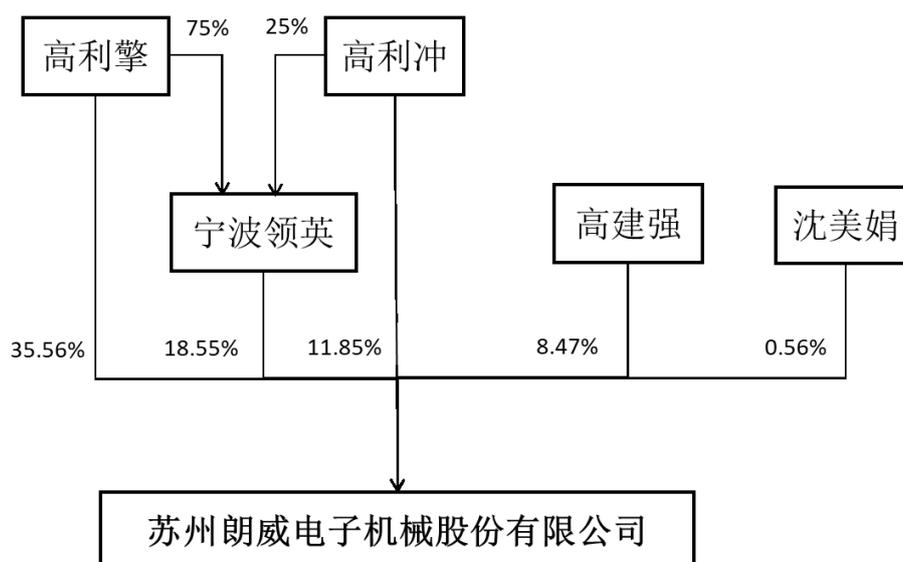 75%
25%
高利擎
高利冲
宁波领英
高建强
沈美娟
35.56%
18.55%
11.85%
8.47%
0.56%
苏州朗威电子机械股份有限公司